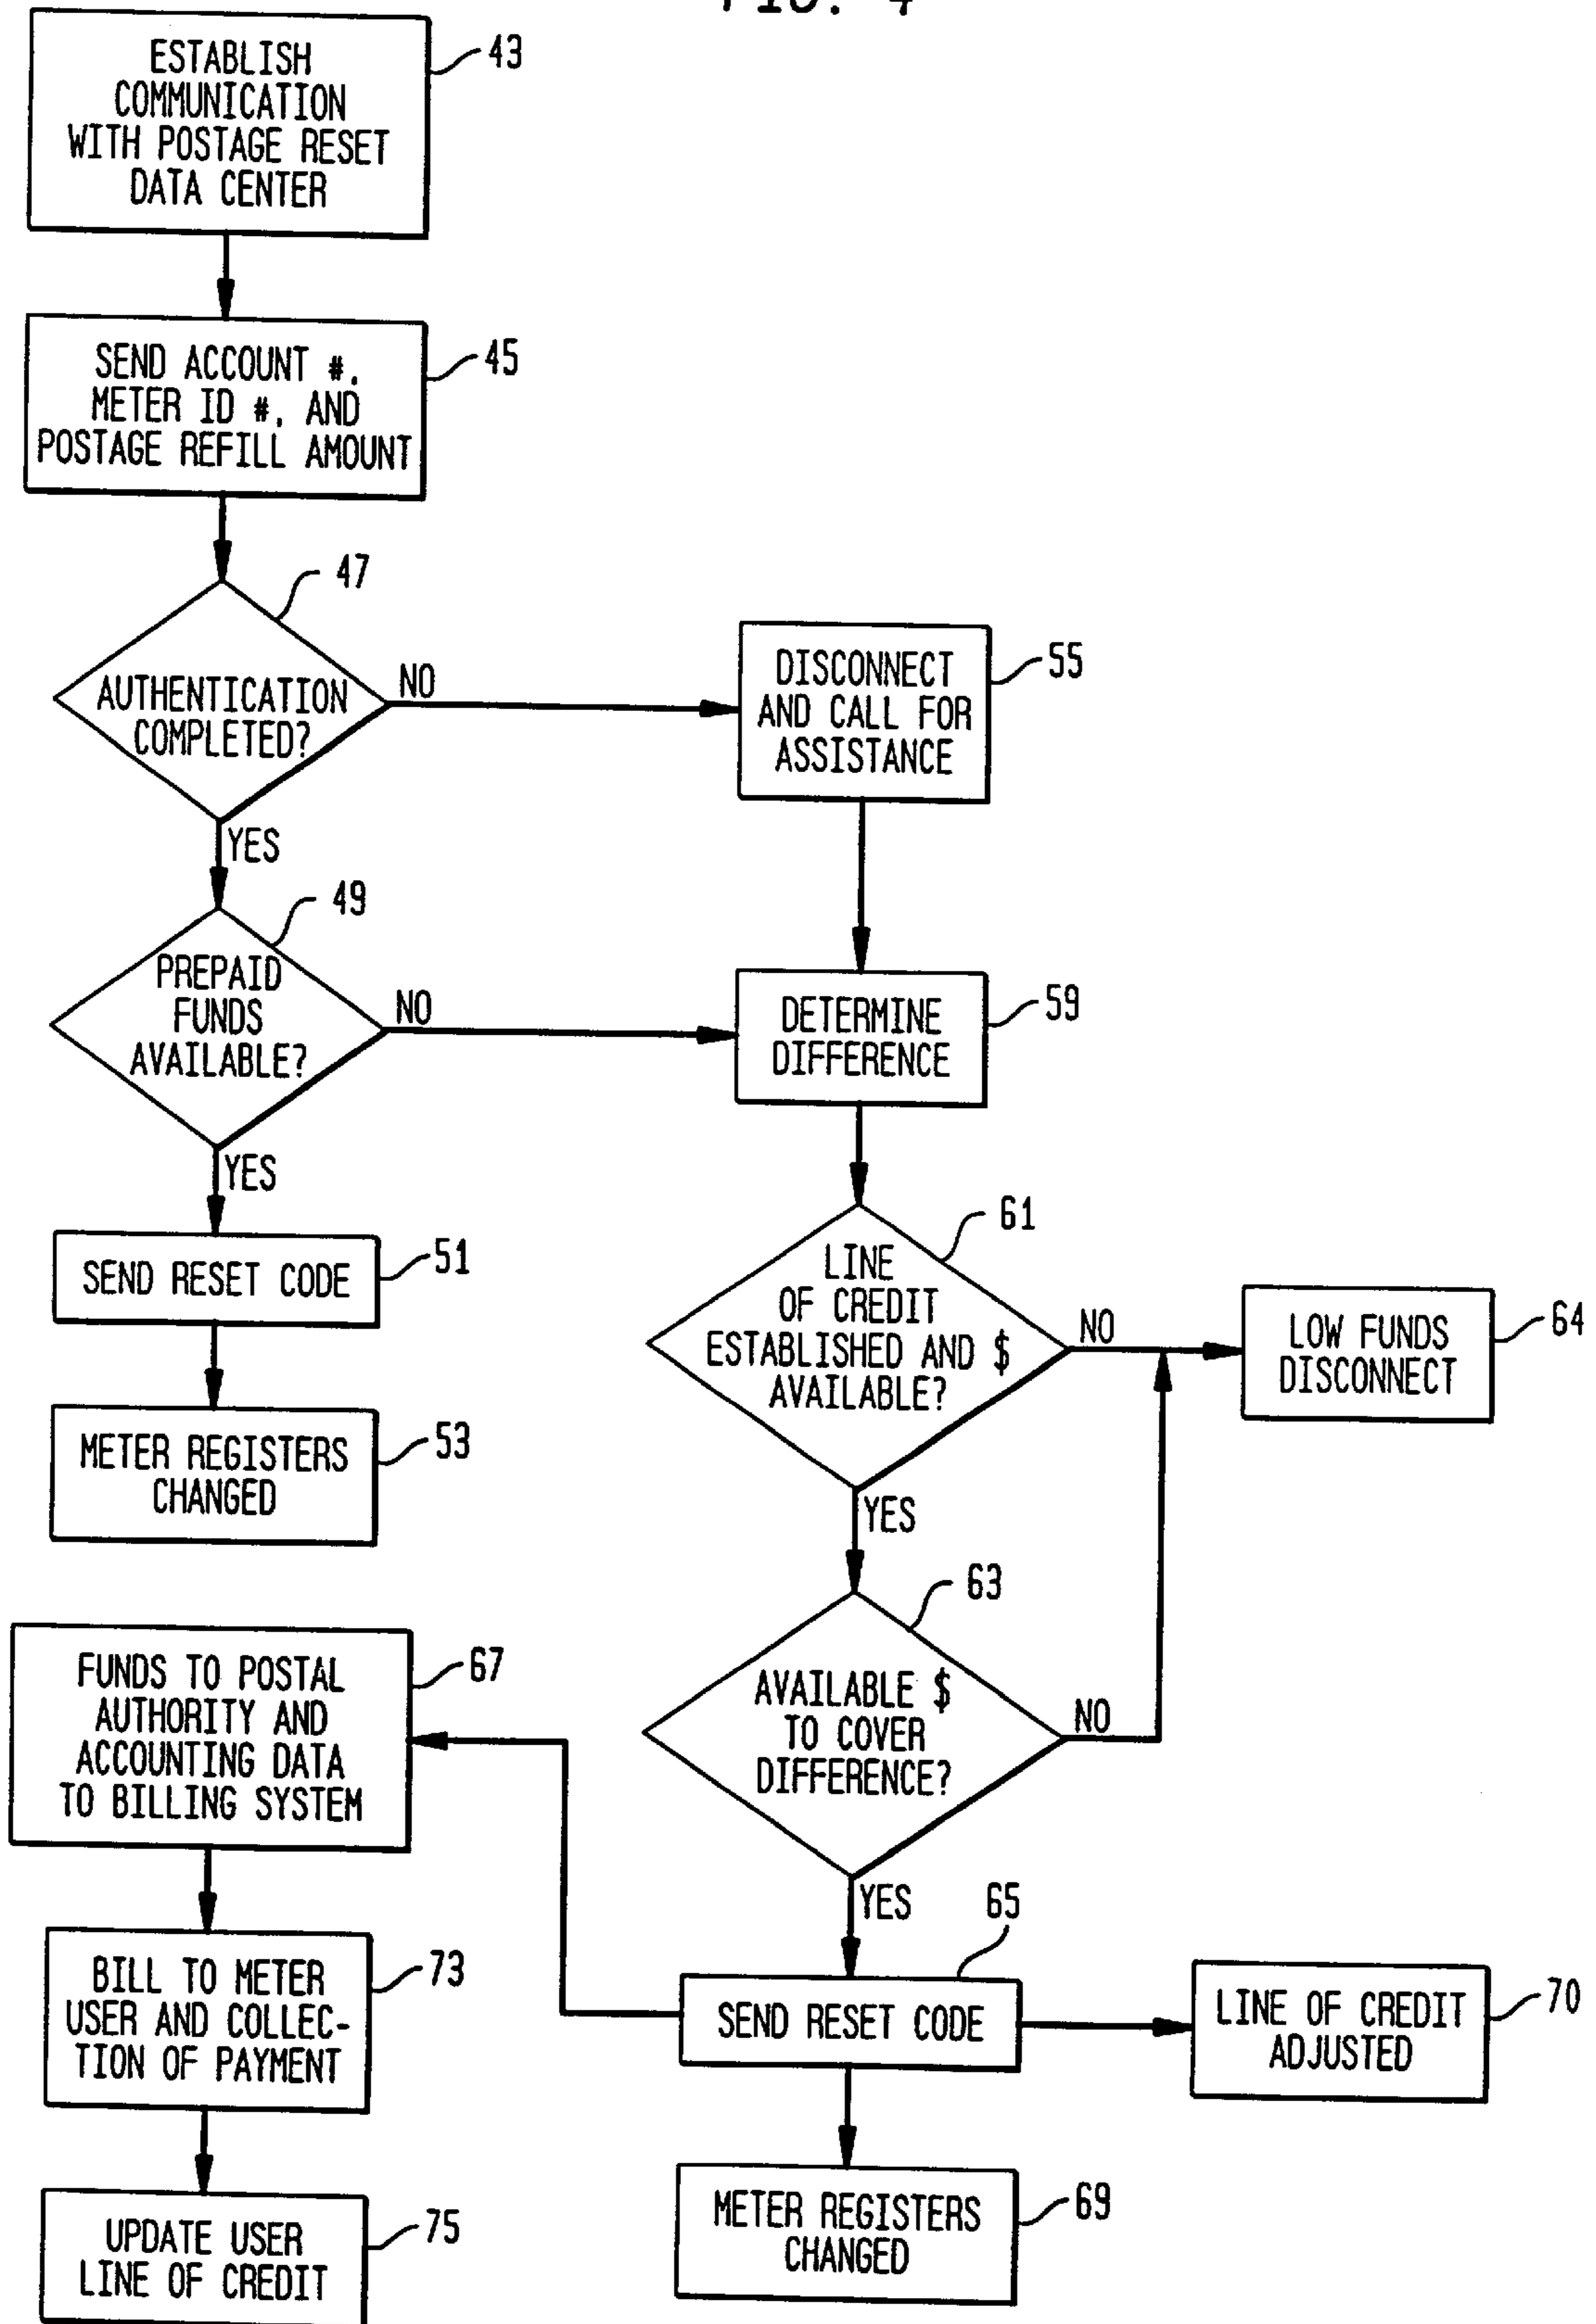 FIG. 4
ESTABLISH
COMMUNICATION
WITH POSTAGE RESET
DATA CENTER
43
SEND ACCOUNT #,
METER ID #, AND
POSTAGE REFILL AMOUNT
45
47
AUTHENTICATION
COMPLETED?
NO
YES
DISCONNECT
AND CALL FOR
ASSISTANCE
55
49
PREPAID
FUNDS
AVAILABLE?
NO
YES
DETERMINE
DIFFERENCE
59
SEND RESET CODE
51
METER REGISTERS
CHANGED
53
61
LINE
OF CREDIT
ESTABLISHED AND $
AVAILABLE?
NO
YES
LOW FUNDS
DISCONNECT
64
63
AVAILABLE $
TO COVER
DIFFERENCE?
NO
YES
FUNDS TO POSTAL
AUTHORITY AND
ACCOUNTING DATA
TO BILLING SYSTEM
67
65
SEND RESET CODE
LINE OF CREDIT
ADJUSTED
70
BILL TO METER
USER AND COLLEC-
TION OF PAYMENT
73
METER REGISTERS
CHANGED
69
UPDATE USER
LINE OF CREDIT
75